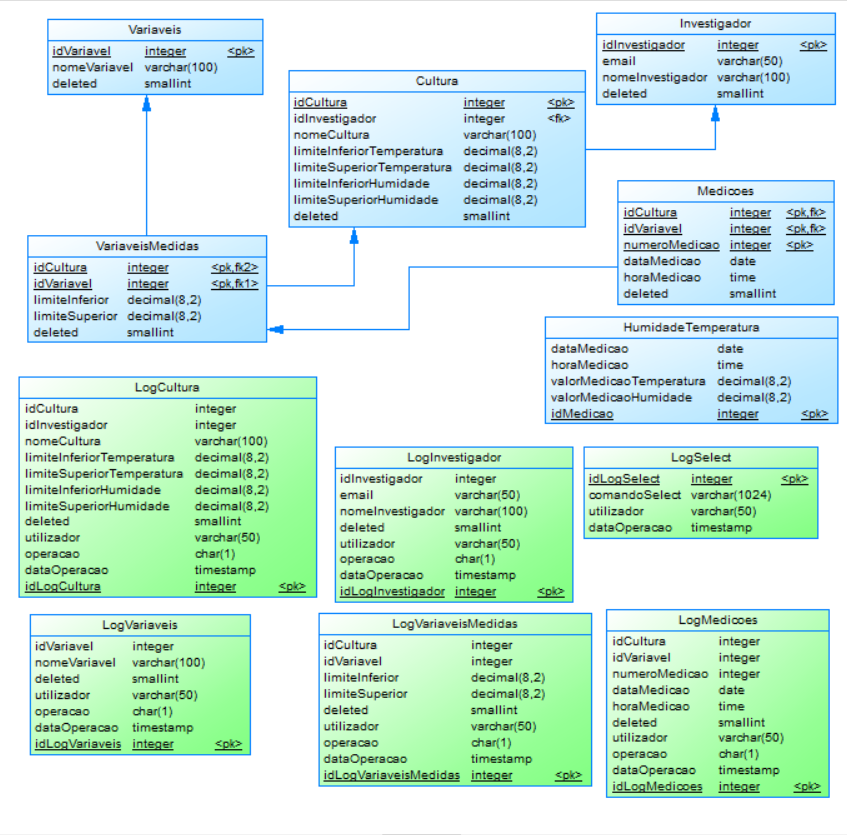 Variaveis
idVariavel integer <pk>
nomeVariavel varchar(100)
deleted smallint
Investigador
idInvestigador integer <pk>
email varchar(50)
nomeInvestigador varchar(100)
deleted smallint
Cultura
idCultura integer <pk>
idInvestigador integer <fk>
nomeCultura varchar(100)
limiteInferiorTemperatura decimal(8,2)
limiteSuperiorTemperatura decimal(8,2)
limiteInferiorHumidade decimal(8,2)
limiteSuperiorHumidade decimal(8,2)
deleted smallint
Medicoes
idCultura integer <pk,fk>
idVariavel integer <pk,fk>
numeroMedicao integer <pk>
dataMedicao date
horaMedicao time
deleted smallint
VariaveisMedidas
idCultura integer <pk,fk2>
idVariavel integer <pk,fk1>
limiteInferior decimal(8,2)
limiteSuperior decimal(8,2)
deleted smallint
HumidadeTemperatura
dataMedicao date
horaMedicao time
valorMedicaoTemperatura decimal(8,2)
valorMedicaoHumidade decimal(8,2)
idMedicao integer <pk>
LogCultura
idCultura integer
idInvestigador integer
nomeCultura varchar(100)
limiteInferiorTemperatura decimal(8,2)
limiteSuperiorTemperatura decimal(8,2)
limiteInferiorHumidade decimal(8,2)
limiteSuperiorHumidade decimal(8,2)
deleted smallint
utilizador varchar(50)
operacao char(1)
dataOperacao timestamp
idLogCultura integer <pk>
LogInvestigador
idInvestigador integer
email varchar(50)
nomeInvestigador varchar(100)
deleted smallint
utilizador varchar(50)
operacao char(1)
dataOperacao timestamp
idLogInvestigador integer <pk>
LogSelect
idLogSelect integer <pk>
comandoSelect varchar(1024)
utilizador varchar(50)
dataOperacao timestamp
LogVariaveis
idVariavel integer
nomeVariavel varchar(100)
deleted smallint
utilizador varchar(50)
operacao char(1)
dataOperacao timestamp
idLogVariaveis integer <pk>
LogVariaveisMedidas
idCultura integer
idVariavel integer
limiteInferior decimal(8,2)
limiteSuperior decimal(8,2)
deleted smallint
utilizador varchar(50)
operacao char(1)
dataOperacao timestamp
idLogVariaveisMedidas integer <pk>
LogMedicoes
idCultura integer
idVariavel integer
numeroMedicao integer
dataMedicao date
horaMedicao time
deleted smallint
utilizador varchar(50)
operacao char(1)
dataOperacao timestamp
idLogMedicoes integer <pk>